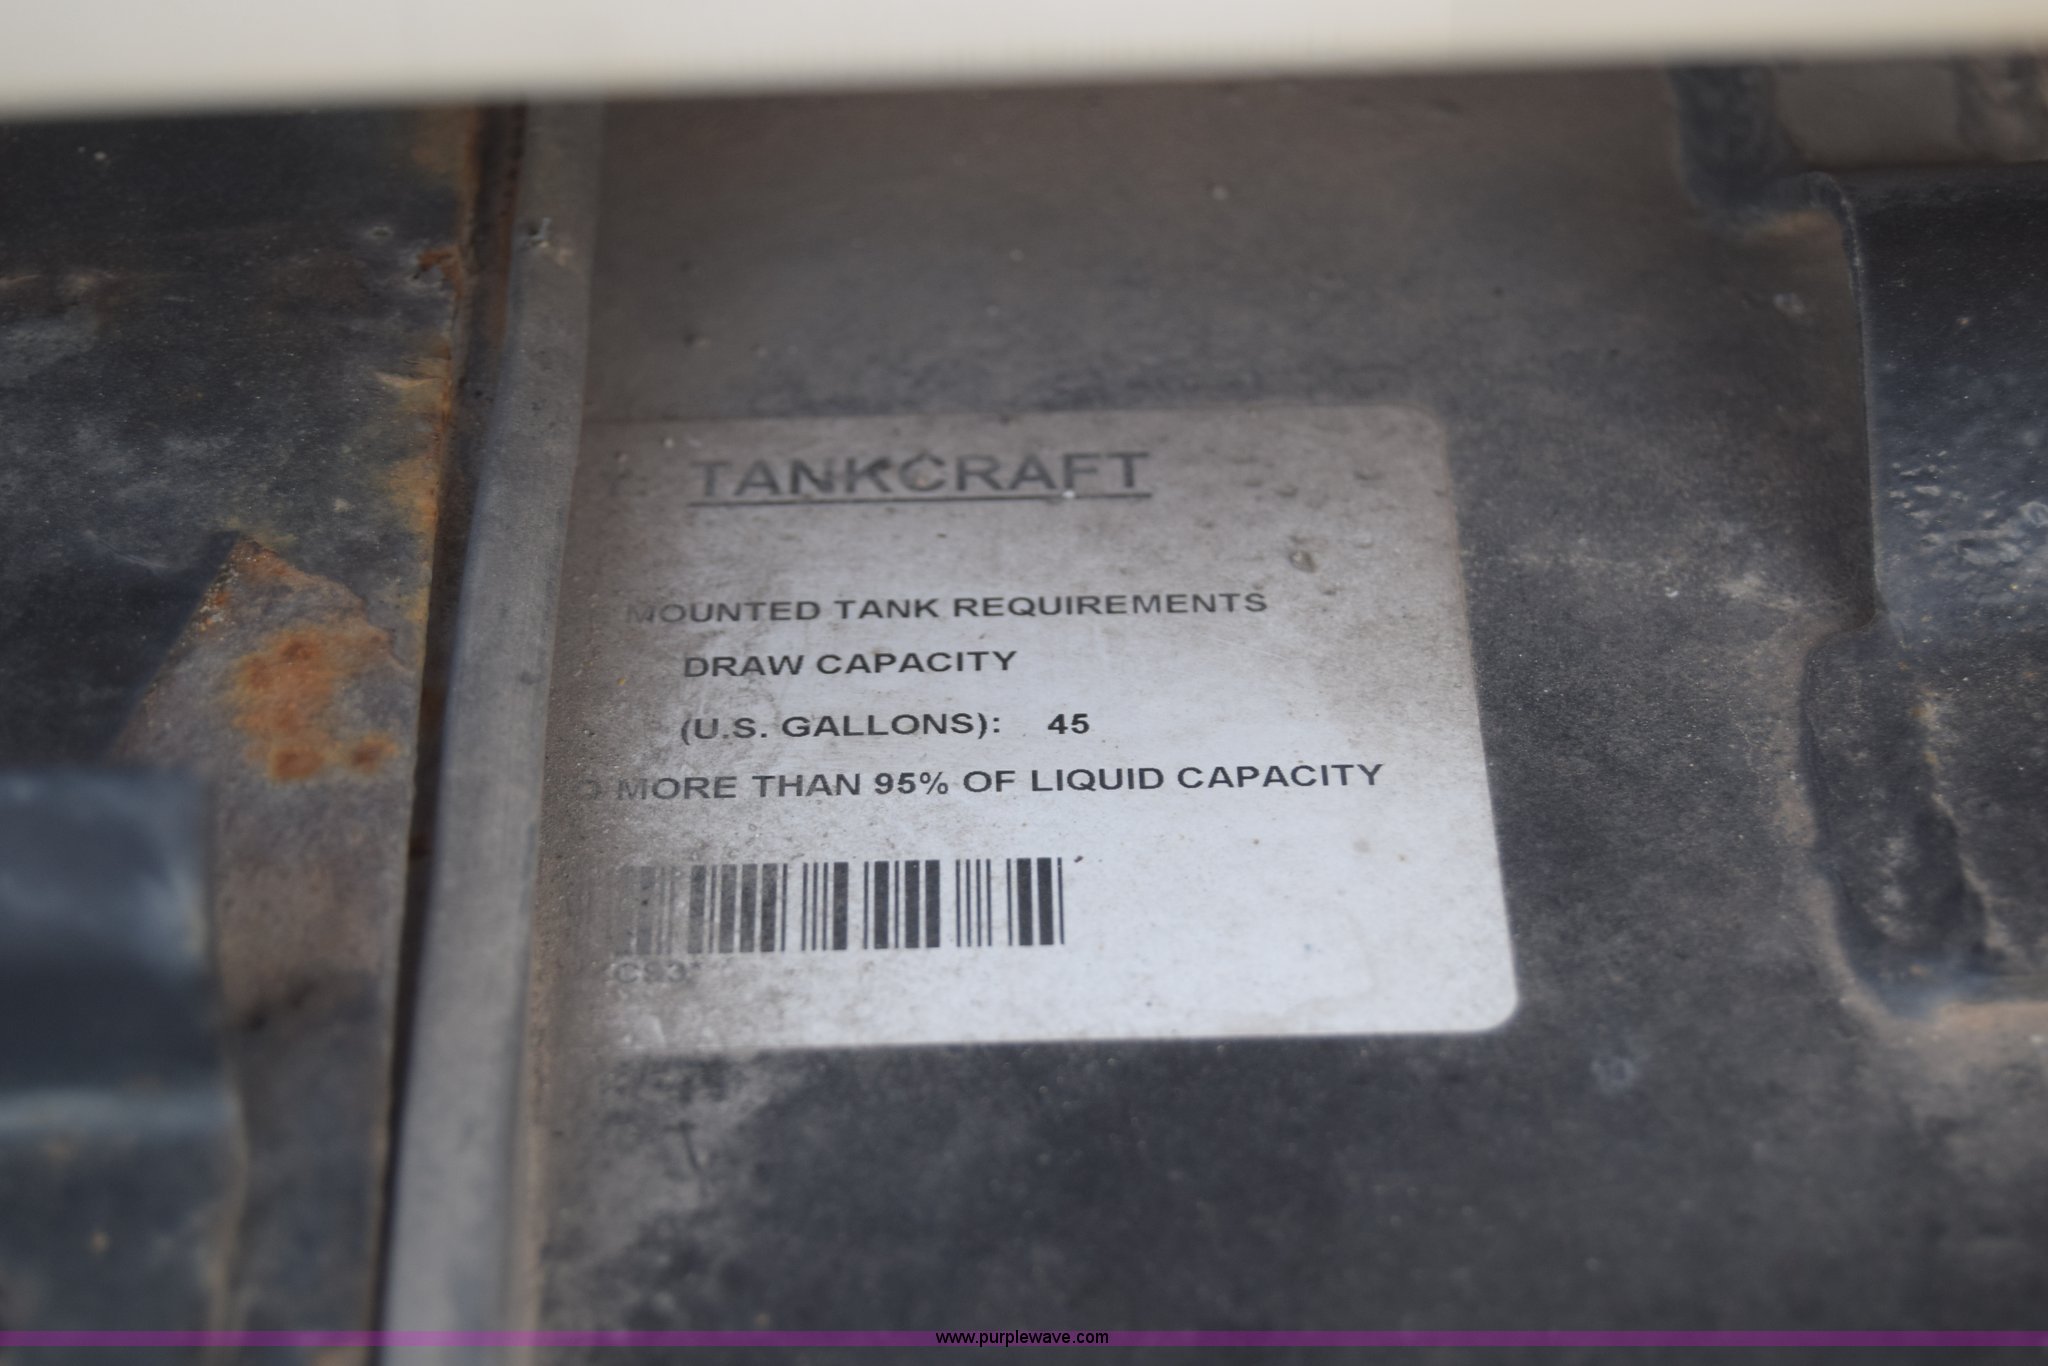 TANKCRAFT
MOUNTED TANK REQUIREMENTS
DRAW CAPACITY
(U.S. GALLONS): 45
MORE THAN 95% OF LIQUID CAPACITY
www.purplewave.com